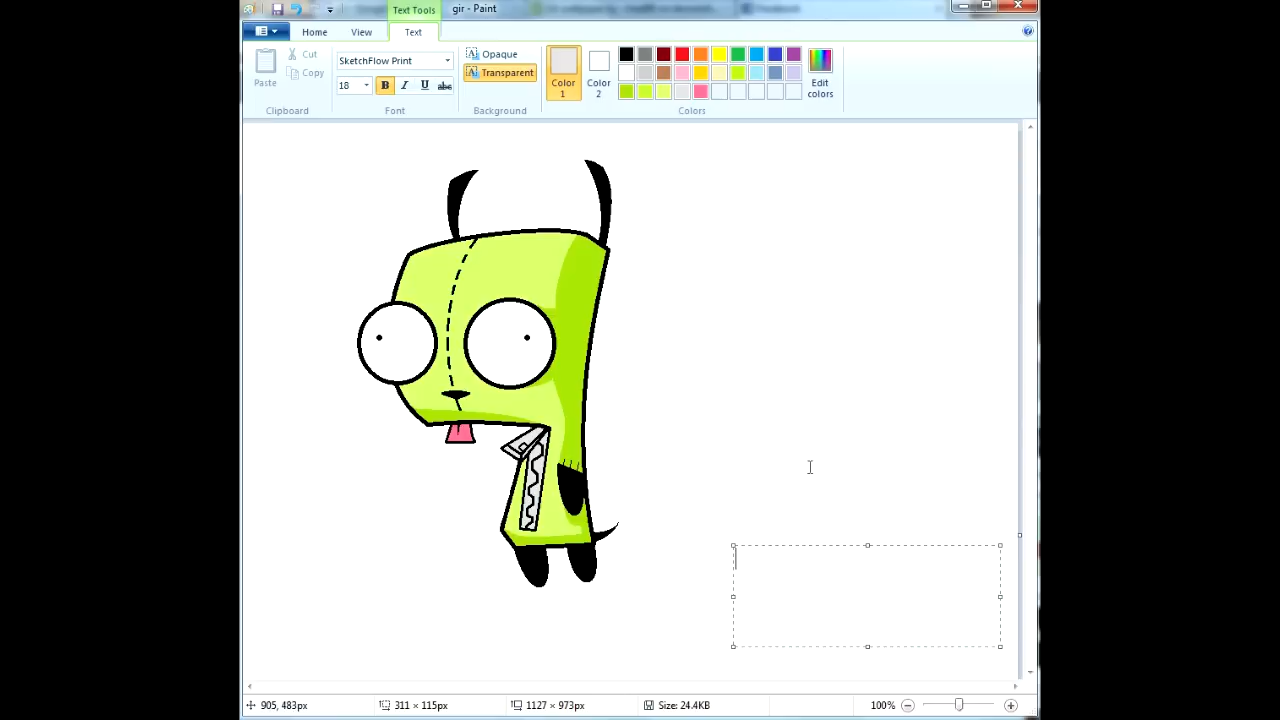 Text Tools
gir - Paint
Home
View
Text
Paste
Cut
Copy
Clipboard
SketchFlow Print
18
B
I
U
abc
Font
Opaque
Transparent
Background
Color 1
Color 2
Edit colors
Colors
905, 483px
311 × 115px
1127 × 973px
Size: 24.4KB
100%